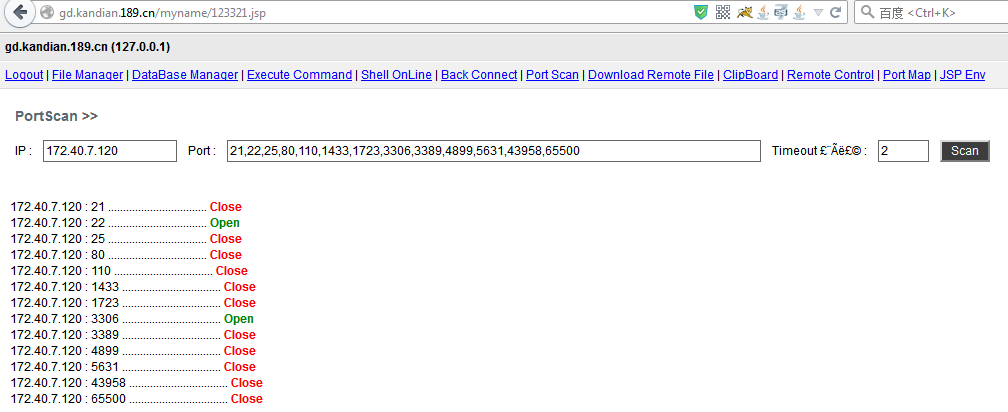 gd.kandian.189.cn/myname/123321.jsp 百度 <Ctrl+K>
gd.kandian.189.cn (127.0.0.1)
Logout | File Manager | DataBase Manager | Execute Command | Shell OnLine | Back Connect | Port Scan | Download Remote File | ClipBoard | Remote Control | Port Map | JSP Env
PortScan >>
IP : 172.40.7.120 Port : 21,22,25,80,110,1433,1723,3306,3389,4899,5631,43958,65500 Timeout £¨Ãë£© : 2 Scan
172.40.7.120 : 21 ................................. Close
172.40.7.120 : 22 ................................. Open
172.40.7.120 : 25 ................................. Close
172.40.7.120 : 80 ................................. Close
172.40.7.120 : 110 ................................. Close
172.40.7.120 : 1433 ................................. Close
172.40.7.120 : 1723 ................................. Close
172.40.7.120 : 3306 ................................. Open
172.40.7.120 : 3389 ................................. Close
172.40.7.120 : 4899 ................................. Close
172.40.7.120 : 5631 ................................. Close
172.40.7.120 : 43958 ................................. Close
172.40.7.120 : 65500 ................................. Close